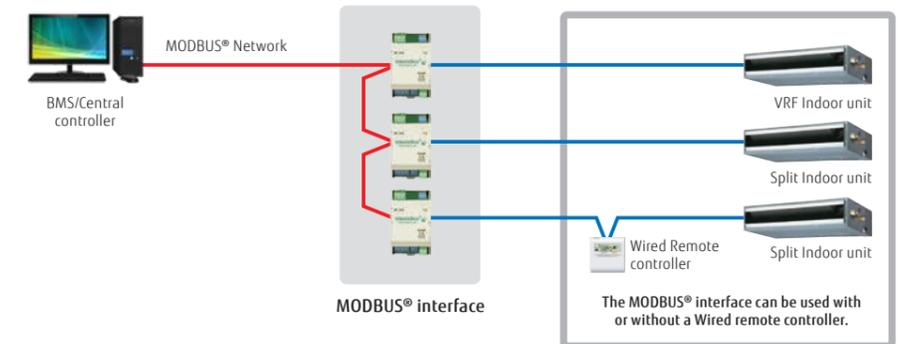 MODBUS® Network
BMS/Central
controller
VRF Indoor unit
Split Indoor unit
Wired Remote
controller
Split Indoor unit
MODBUS® interface
The MODBUS® interface can be used with
or without a Wired remote controller.